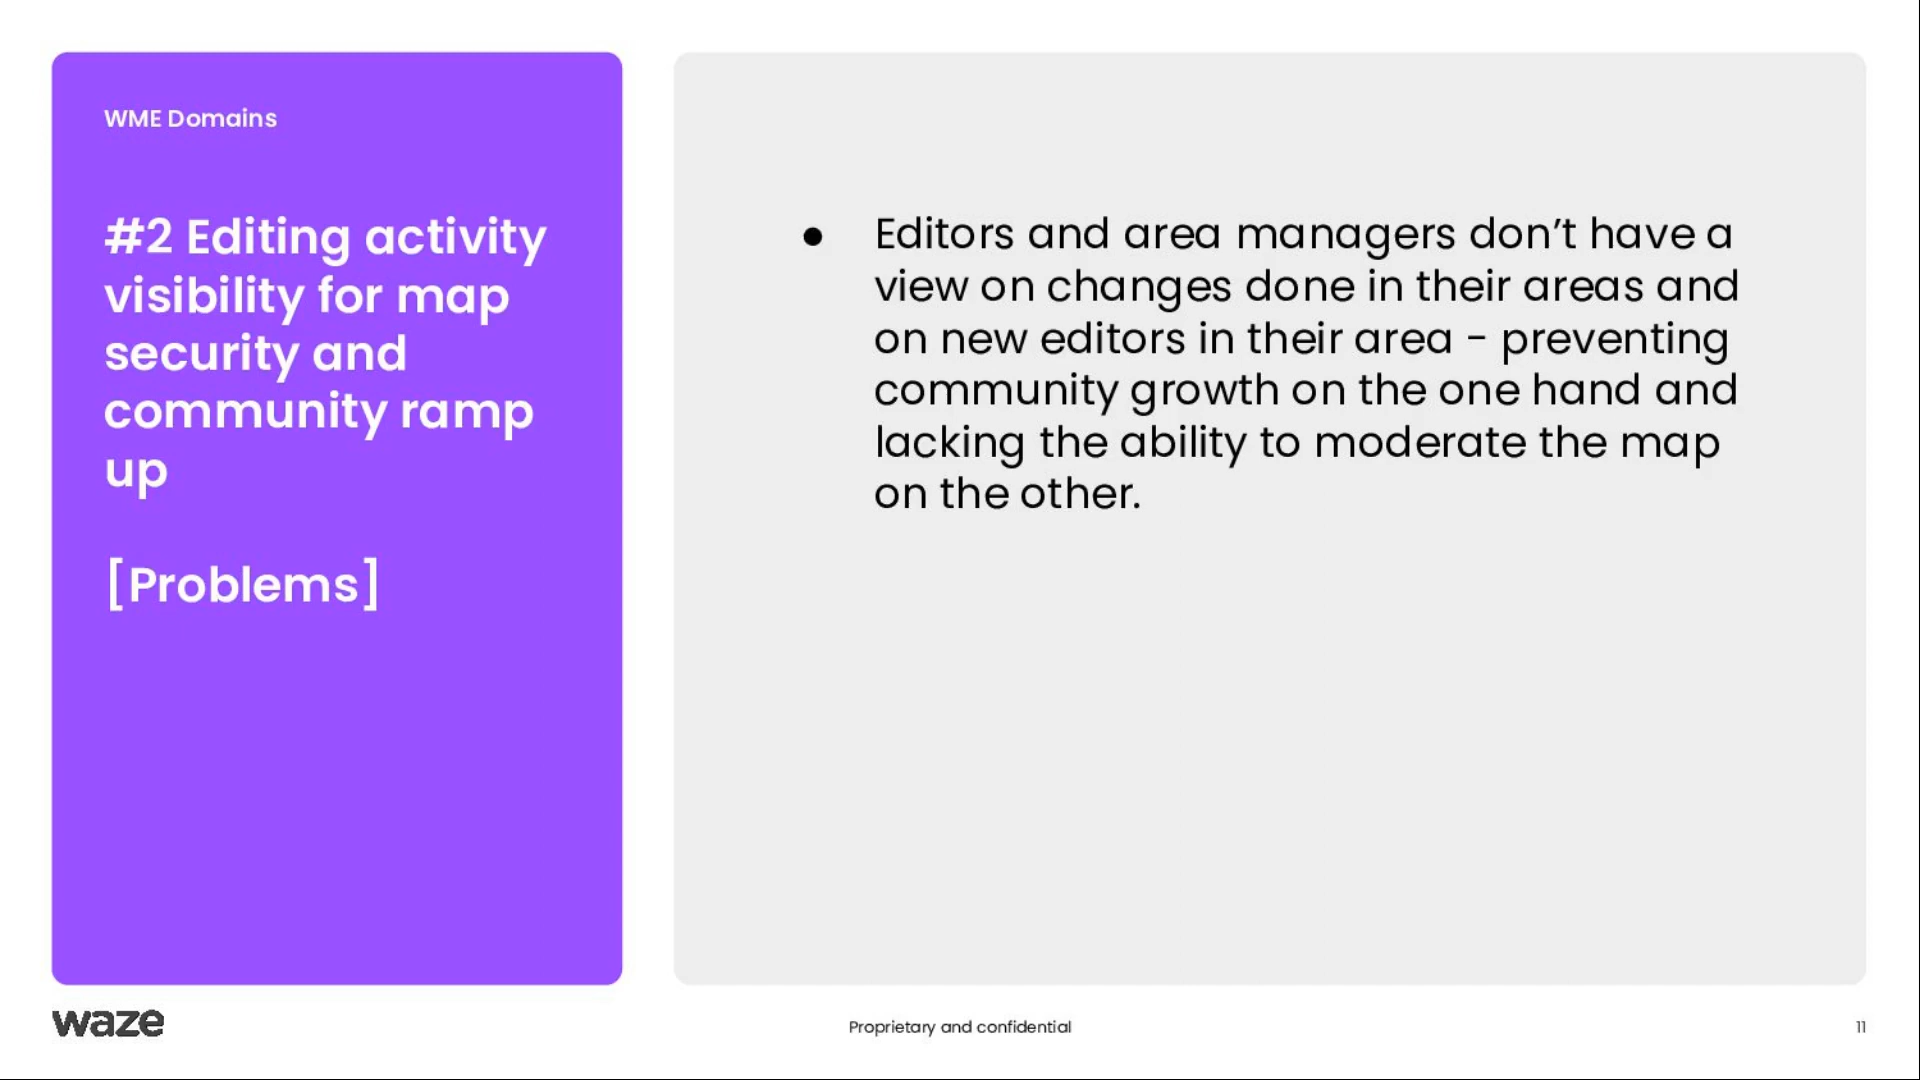 WME Domains
#2 Editing activity
visibility for map
security and
community ramp
up
[Problems]
● Editors and area managers don’t have a
view on changes done in their areas and
on new editors in their area - preventing
community growth on the one hand and
lacking the ability to moderate the map
on the other.
waze
Proprietary and confidential
11